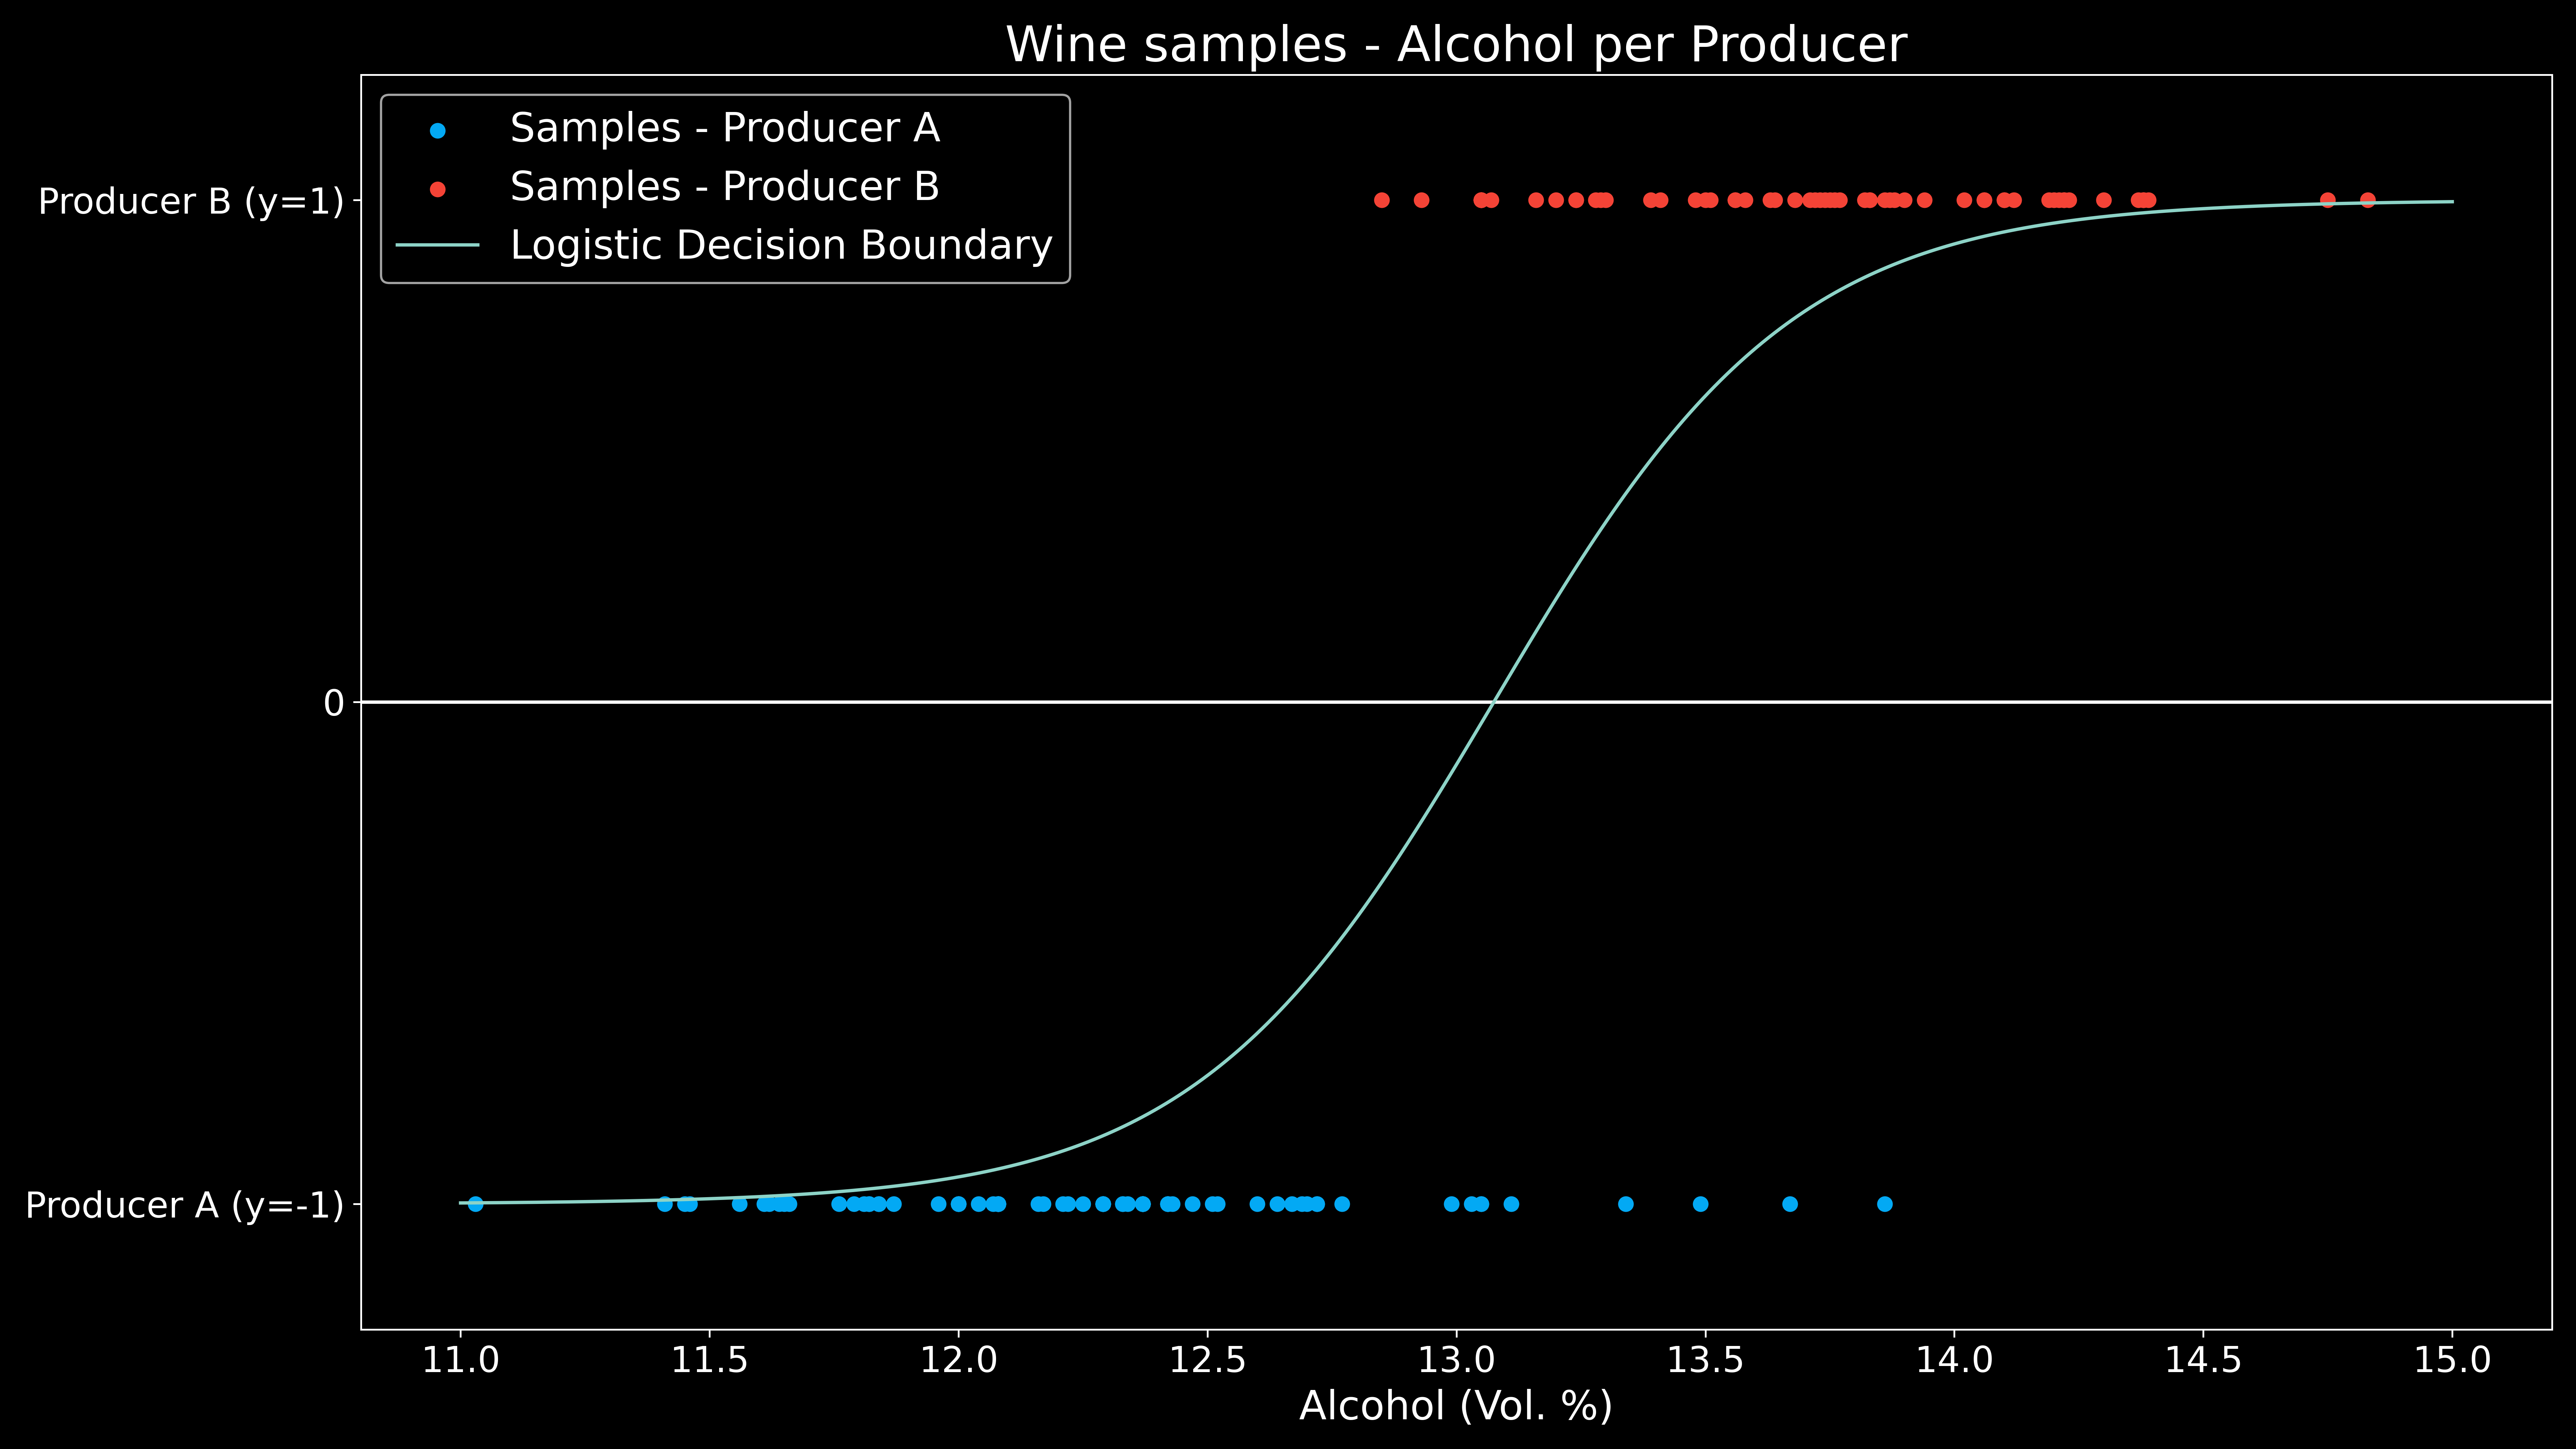 Wine samples - Alcohol per Producer
Samples - Producer A
Samples - Producer B
Logistic Decision Boundary
Producer B (y=1)
0
Producer A (y=-1)
11.0 11.5 12.0 12.5 13.0 13.5 14.0 14.5 15.0
Alcohol (Vol. %)